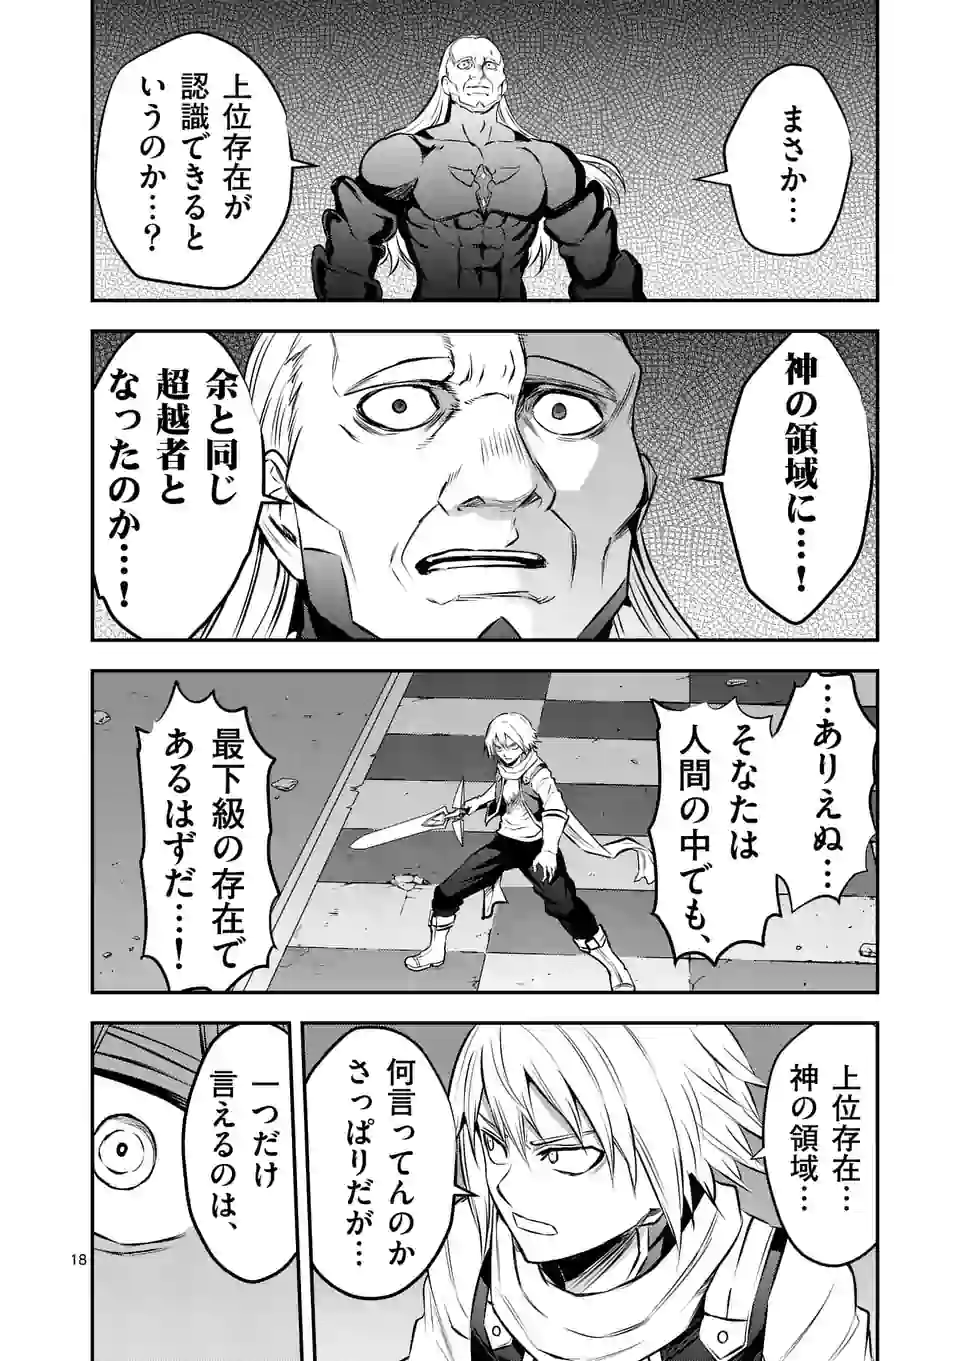 まさか…
上位存在が
認識できると
いうのか…？
神の領域に……！
余と同じ
超越者と
なったのか…！
…ありえぬ…
そなたは
人間の中でも、
最下級の存在で
あるはずだ……！
上位存在…
神の領域…
何言ってんのか
さっぱりだが…
一つだけ
言えるのは、
18